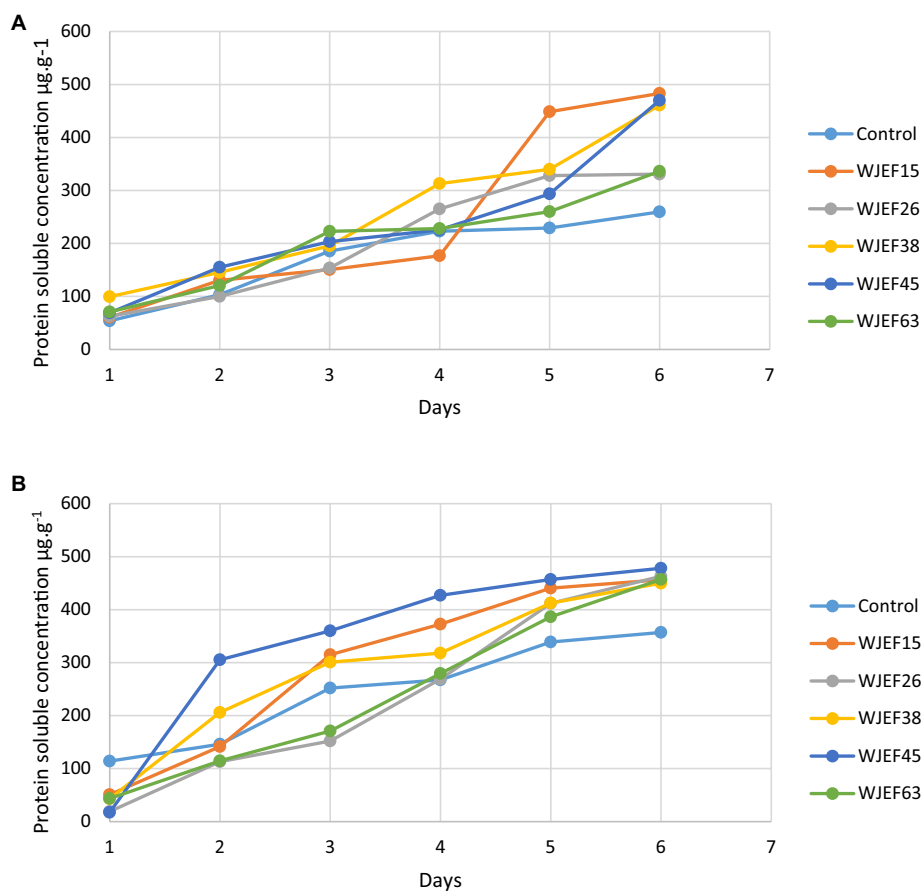 A
Protein soluble concentration µg.g-1
600
500
400
300
200
100
0
1 2 3 4 5 6 7
Days
Control
WJEF15
WJEF26
WJEF38
WJEF45
WJEF63
B
Protein soluble concentration µg.g⁻¹
600
500
400
300
200
100
0
1 2 3 4 5 6 7
Days
Control
WJEF15
WJEF26
WJEF38
WJEF45
WJEF63